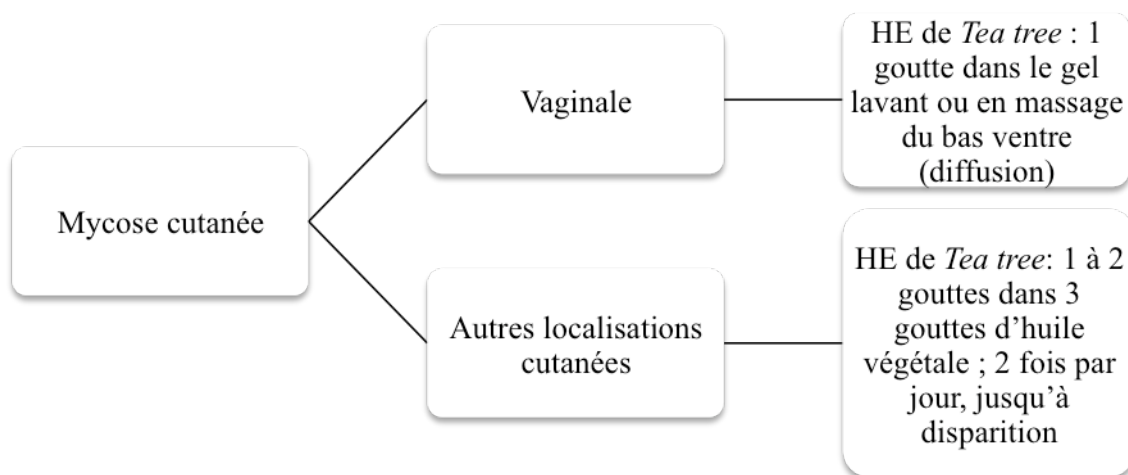 Mycose cutanée
Vaginale
HE de Tea tree : 1
goutte dans le gel
lavant ou en massage
du bas ventre
(diffusion)
Autres localisations
cutanées
HE de Tea tree: 1 à 2
gouttes dans 3
gouttes d’huile
végétale ; 2 fois par
jour, jusqu’à
disparition